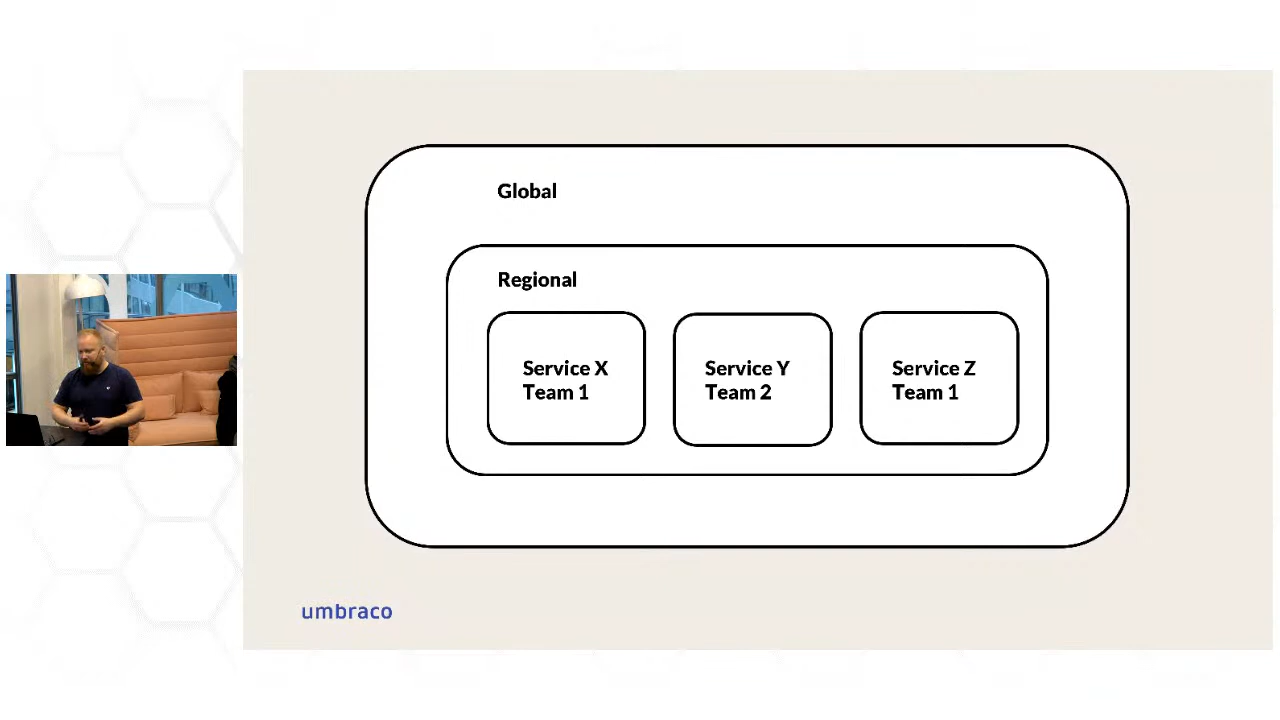 Global
Regional
Service X
Team 1
Service Y
Team 2
Service Z
Team 1
umbraco